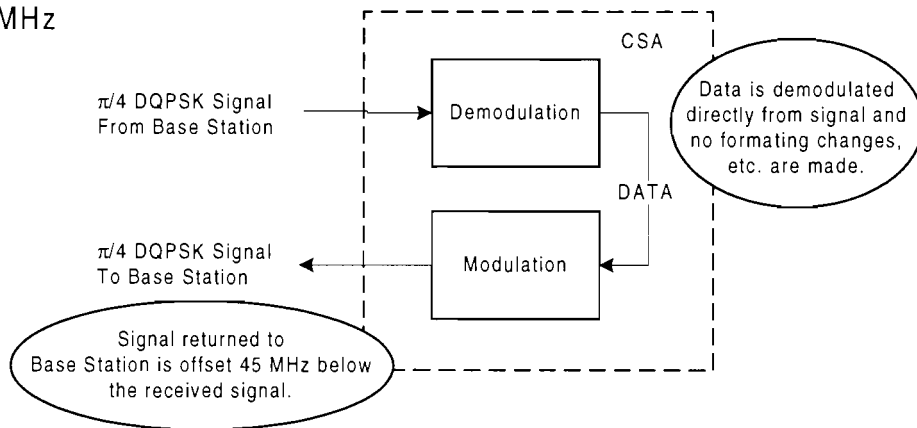 MHz
CSA
π/4 DQPSK Signal
From Base Station
Demodulation
Data is demodulated
directly from signal and
no formating changes,
etc. are made.
DATA
π/4 DQPSK Signal
To Base Station
Modulation
Signal returned to
Base Station is offset 45 MHz below
the received signal.